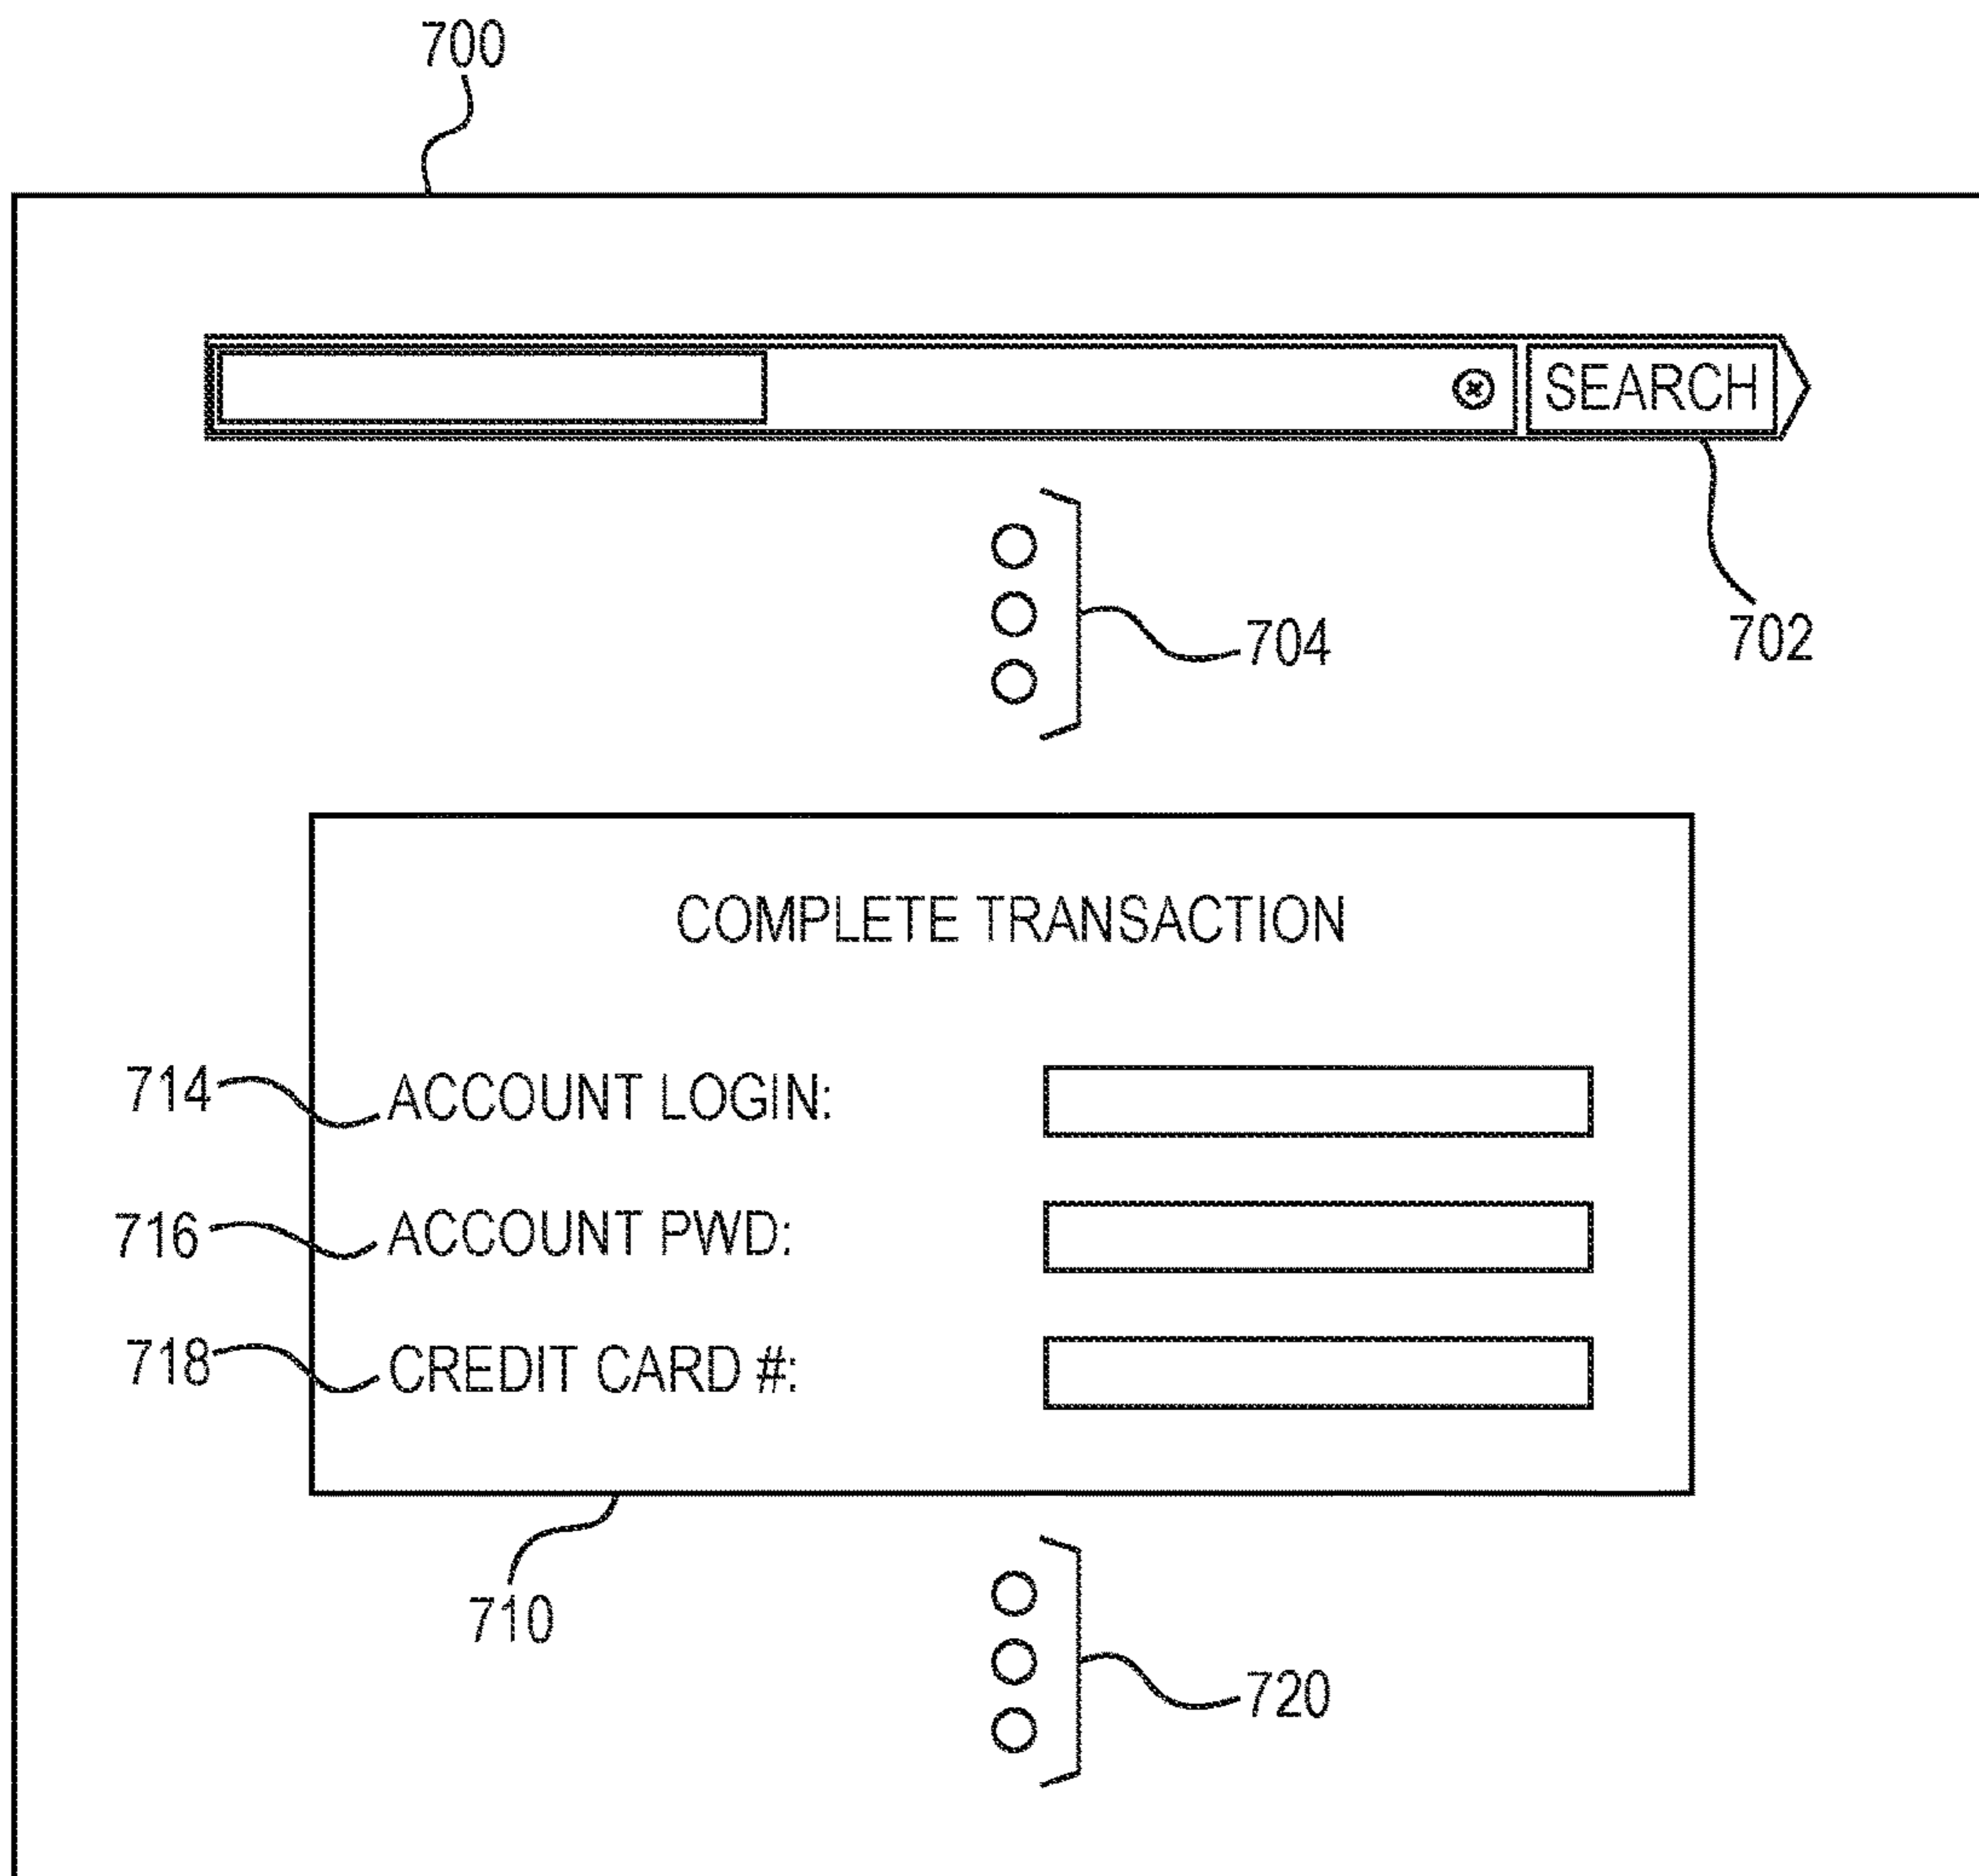 700
SEARCH
702
704
COMPLETE TRANSACTION
714 ACCOUNT LOGIN:
716 ACCOUNT PWD:
718 CREDIT CARD #:
710
720